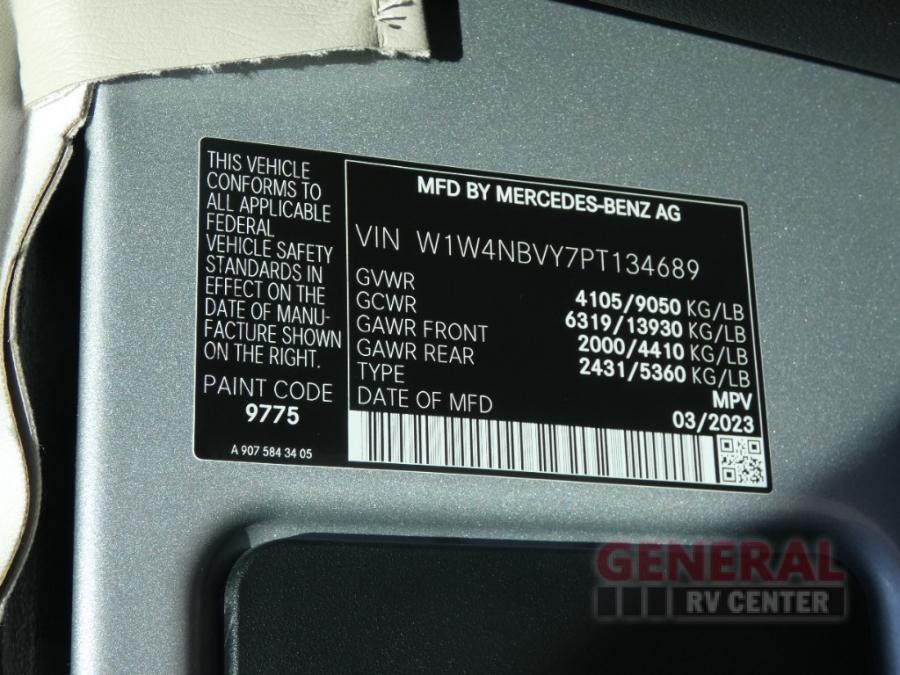 THIS VEHICLE
CONFORMS TO
ALL APPLICABLE
FEDERAL
VEHICLE SAFETY
STANDARDS IN
EFFECT ON THE
DATE OF MANU-
FACTURE SHOWN
ON THE RIGHT.
PAINT CODE
9775
A 907 584 34 05
MFD BY MERCEDES-BENZ AG
VIN W1W4NBVY7PT134689
GVWR 4105/9050 KG/LB
GCWR 6319/13930 KG/LB
GAWR FRONT 2000/4410 KG/LB
GAWR REAR 2431/5360 KG/LB
TYPE MPV
DATE OF MFD 03/2023
GENERAL
RV CENTER